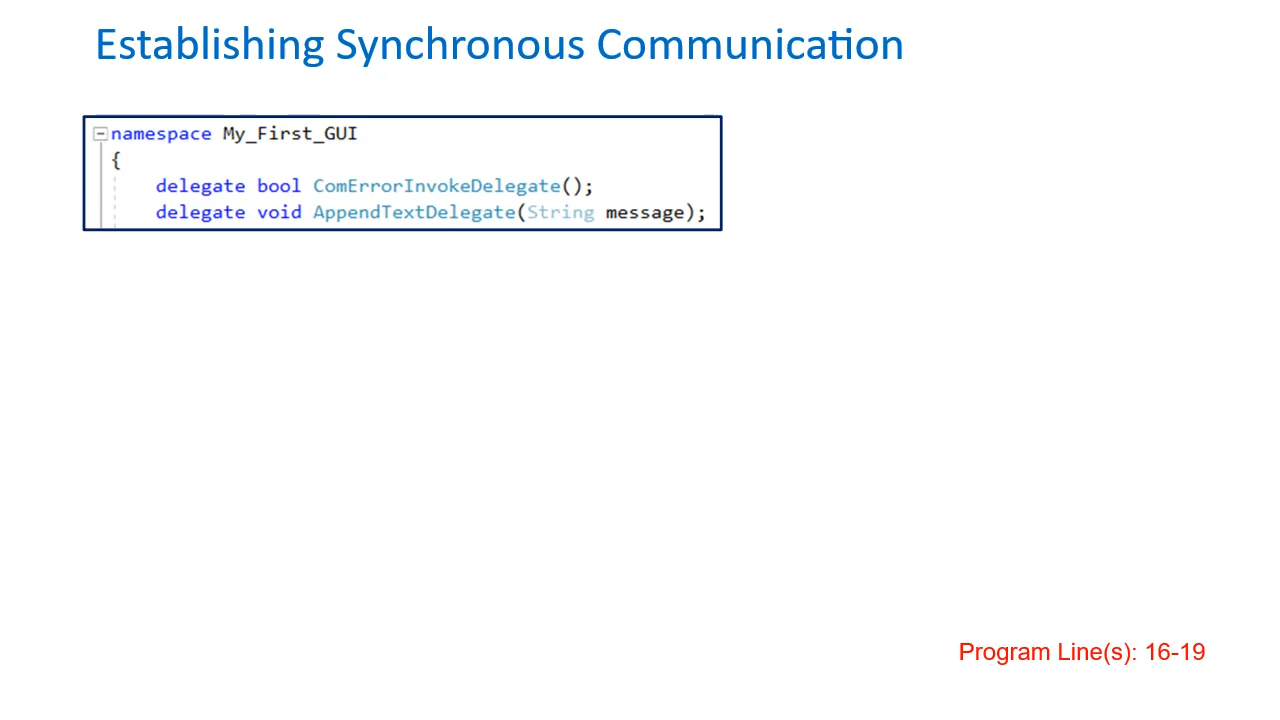 Establishing Synchronous Communication
namespace My_First_GUI
{
delegate bool ComErrorInvokeDelegate();
delegate void AppendTextDelegate(String message);
Program Line(s): 16-19